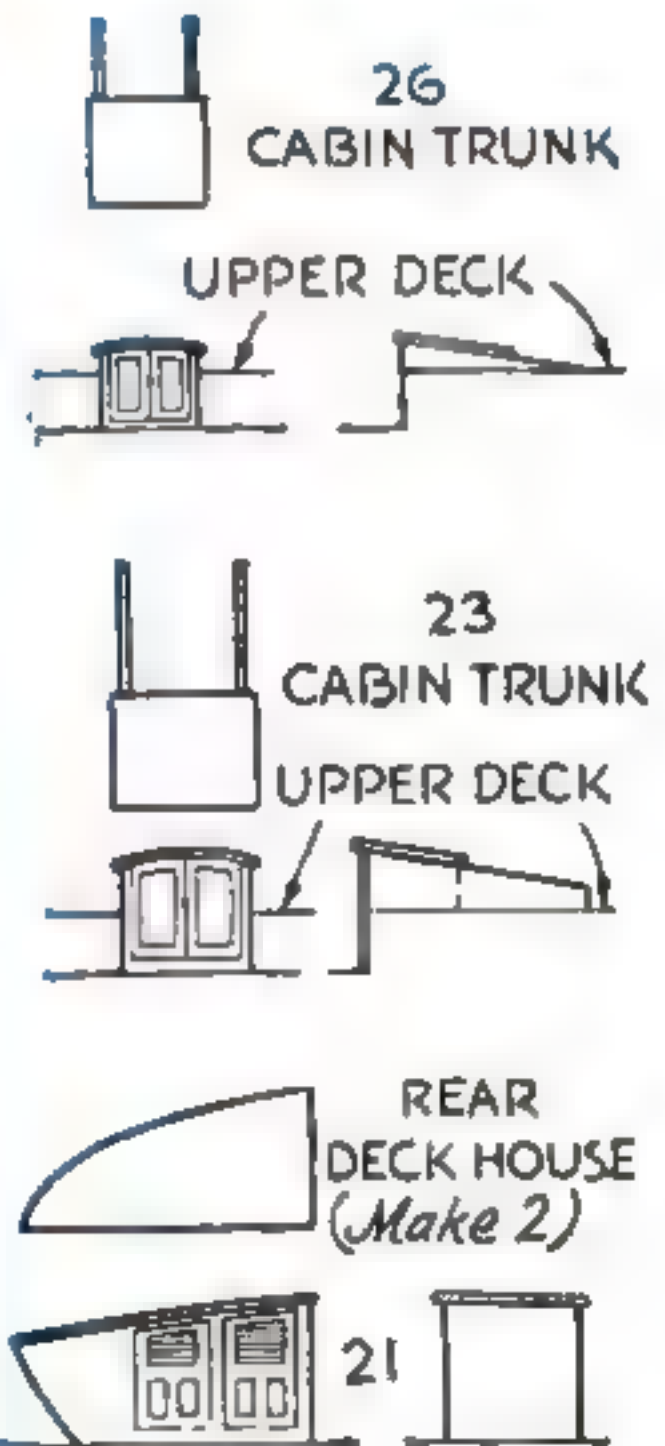 26
CABIN TRUNK
UPPER DECK
23
CABIN TRUNK
UPPER DECK
REAR
DECK HOUSE
(Make 2)
21